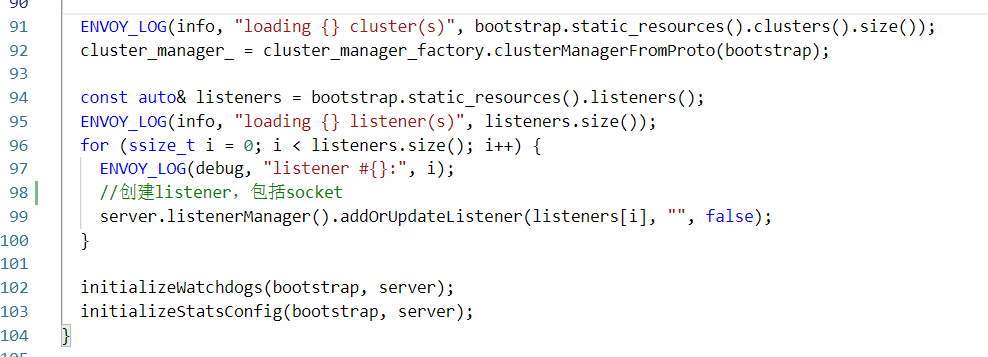 90
91 ENVOY_LOG(info, "loading {} cluster(s)", bootstrap.static_resources().clusters().size());
92 cluster_manager_ = cluster_manager_factory.clusterManagerFromProto(bootstrap);
93
94 const auto& listeners = bootstrap.static_resources().listeners();
95 ENVOY_LOG(info, "loading {} listener(s)", listeners.size());
96 for (ssize_t i = 0; i < listeners.size(); i++) {
97 ENVOY_LOG(debug, "listener #{}:", i);
98 //创建listener，包括socket
99 server.listenerManager().addOrUpdateListener(listeners[i], "", false);
100 }
101
102 initializeWatchdogs(bootstrap, server);
103 initializeStatsConfig(bootstrap, server);
104 }
105